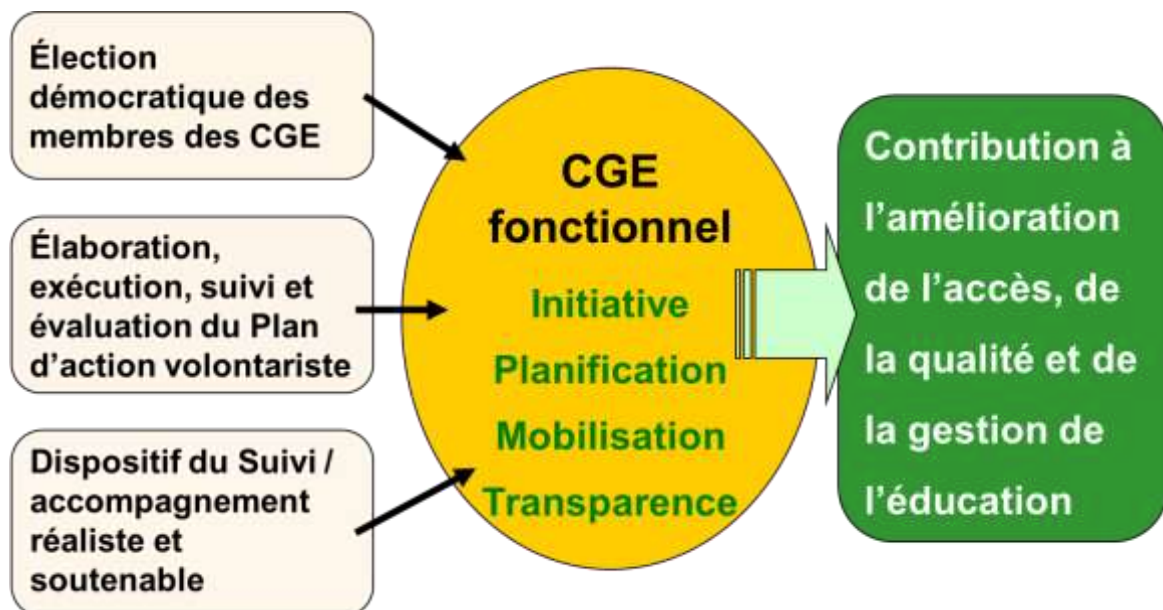 Élection
démocratique des
membres des CGE
Élaboration,
exécution, suivi et
évaluation du Plan
d'action volontariste
Dispositif du Suivi /
accompagnement
réaliste et
soutenable
CGE
fonctionnel
Initiative
Planification
Mobilisation
Transparence
Contribution à
l'amélioration
de l'accès, de
la qualité et de
la gestion de
l'éducation